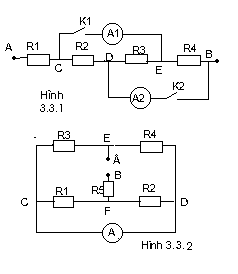 K1
A1
A
R1
R2
D
R3
R4
B
C
E
A2
K2
Hình
3.3.1
R3
E
R4
Â
B
R1
R5
R2
C
F
D
A
Hình 3.3.2